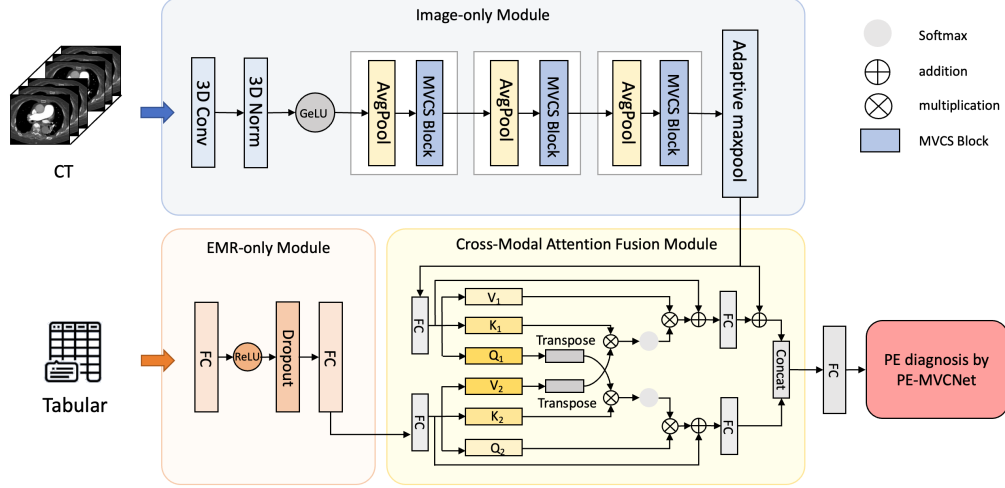 Image-only Module
CT
3D Conv
3D Norm
GeLU
AvgPool
MVCS Block
AvgPool
MVCS Block
AvgPool
MVCS Block
Adaptive maxpool
Softmax
addition
multiplication
MVCS Block
EMR-only Module
Tabular
FC
ReLU
Dropout
FC
Cross-Modal Attention Fusion Module
FC
V1
K1
Q1
Transpose
V2
K2
Q2
Transpose
FC
FC
FC
Concat
FC
PE diagnosis by
PE-MVCNet